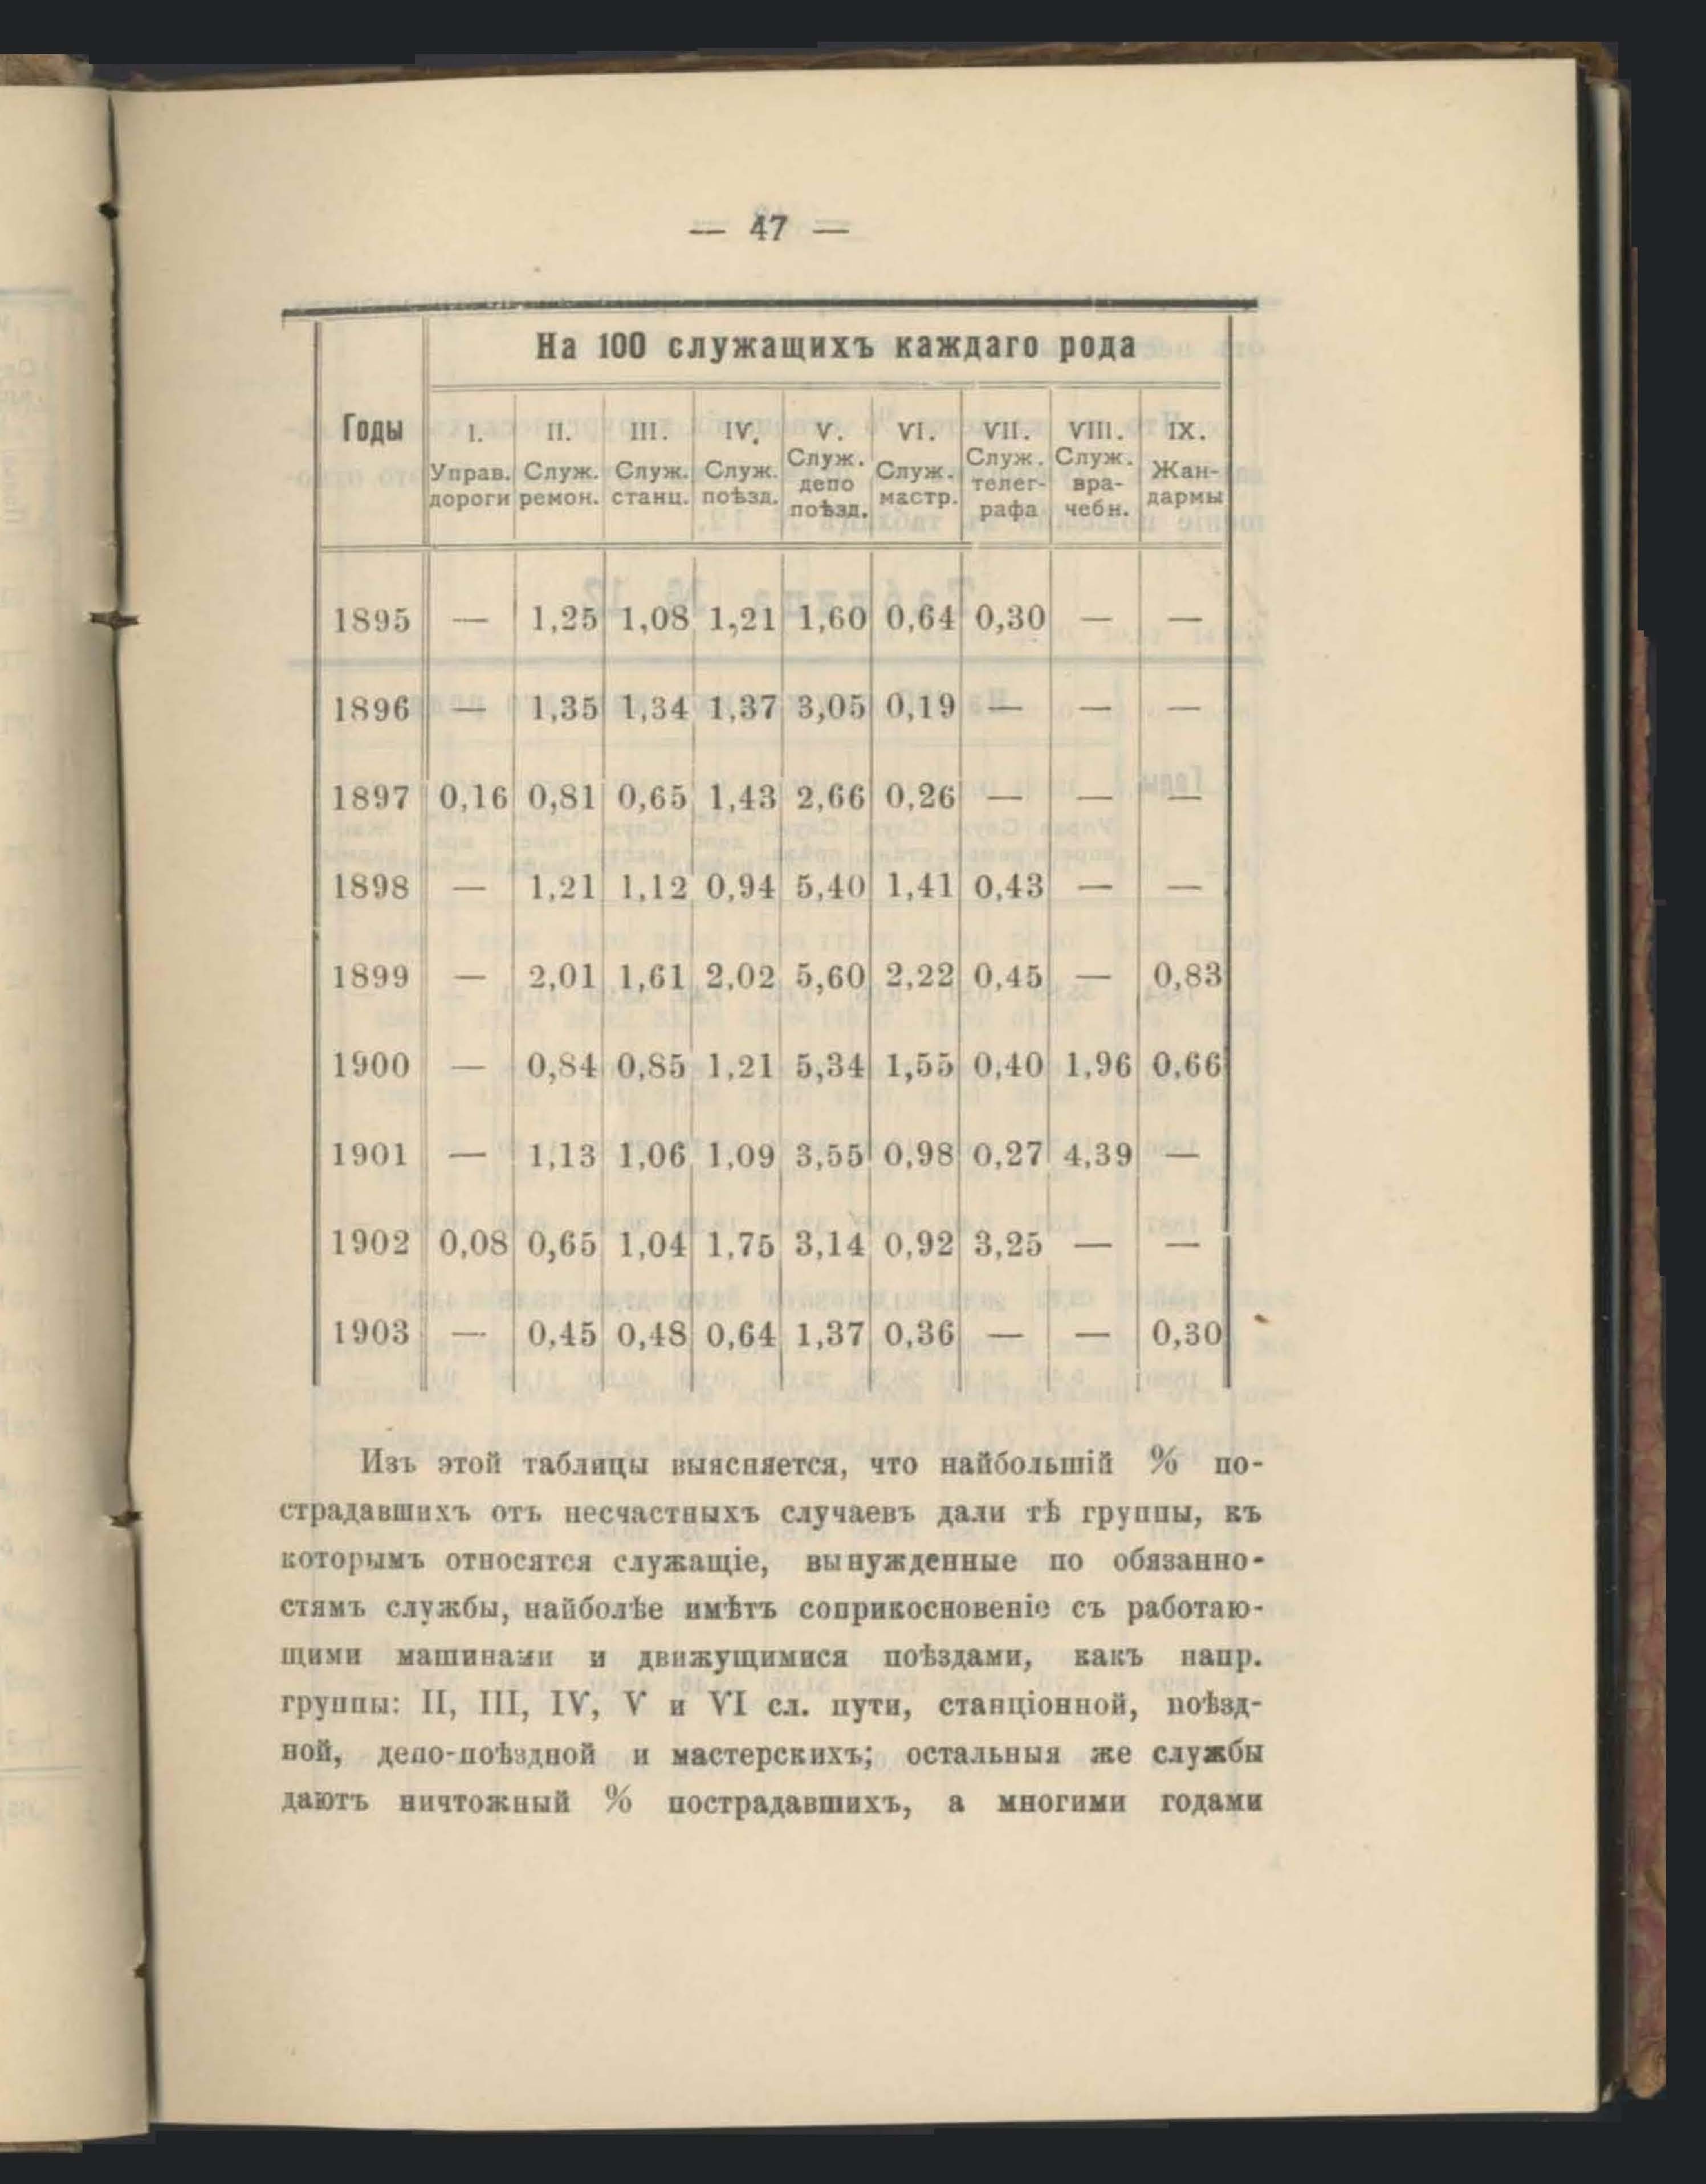 — 47 —
На 100 служащихъ каждаго рода
Годы I. II. III. IV. V. VI. VII. VIII. IX.
Управ. дороги Служ. ремон. Служ. станц. Служ. поѣзд. Служ. депо поѣзд. Служ. мастр. Служ. телеграфа Служ. вра-чебн. Жан-дармы
1895 — 1,25 1,08 1,21 1,60 0,64 0,30 — —
1896 — 1,35 1,34 1,37 3,05 0,19 — — —
1897 0,16 0,81 0,65 1,43 2,66 0,26 — — —
1898 — 1,21 1,12 0,94 5,40 1,41 0,43 — —
1899 — 2,01 1,61 2,02 5,60 2,22 0,45 — 0,83
1900 — 0,84 0,85 1,21 5,34 1,55 0,40 1,96 0,66
1901 — 1,13 1,06 1,09 3,55 0,98 0,27 4,39 —
1902 0,08 0,65 1,04 1,75 3,14 0,92 3,25 — —
1903 — 0,45 0,48 0,64 1,37 0,36 — — 0,30
Изъ этой таблицы выясняется, что найбольшій % по-
страдавшихъ отъ несчастныхъ случаевъ дали тѣ группы, къ
которымъ относятся служащіе, вынужденные по обязанно-
стямъ службы, найболѣе имѣть соприкосновеніе съ работаю-
щими машинами и движущимися поѣздами, какъ напр.
группы: II, III, IV, V и VI сл. пути, станціонной, поѣзд-
ной, депо-поѣздной и мастерскихъ; остальныя же службы
даютъ ничтожный % пострадавшихъ, а многими годами